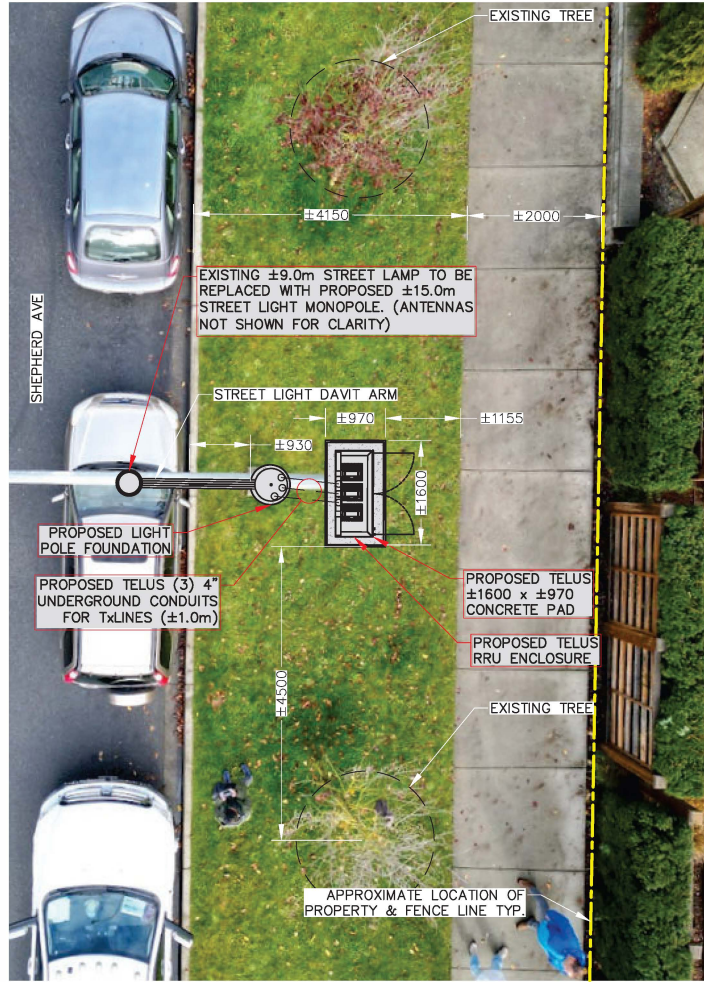 EXISTING TREE
±4150
±2000
EXISTING ±9.0m STREET LAMP TO BE
REPLACED WITH PROPOSED ±15.0m
STREET LIGHT MONOPOLE. (ANTENNAS
NOT SHOWN FOR CLARITY)
SHEPHERD AVE
STREET LIGHT DAVIT ARM
±970
±1155
±930
±1600
PROPOSED LIGHT
POLE FOUNDATION
PROPOSED TELUS (3) 4"
UNDERGROUND CONDUITS
FOR TxLINES (±1.0m)
PROPOSED TELUS
±1600 x ±970
CONCRETE PAD
PROPOSED TELUS
RRU ENCLOSURE
±4500
EXISTING TREE
APPROXIMATE LOCATION OF
PROPERTY & FENCE LINE TYP.